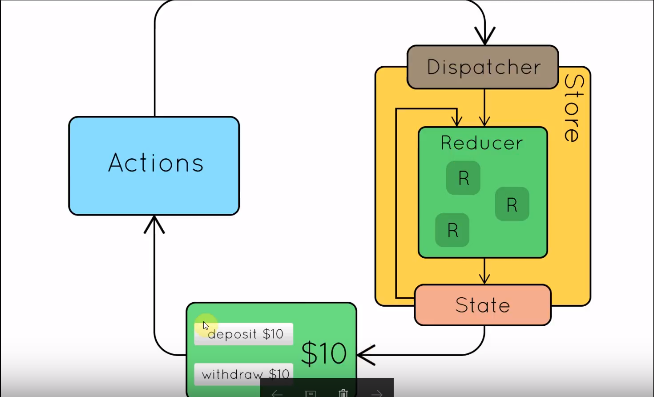 Dispatcher
Store
Reducer
R
R
R
Actions
State
deposit $10
$10
withdraw $10